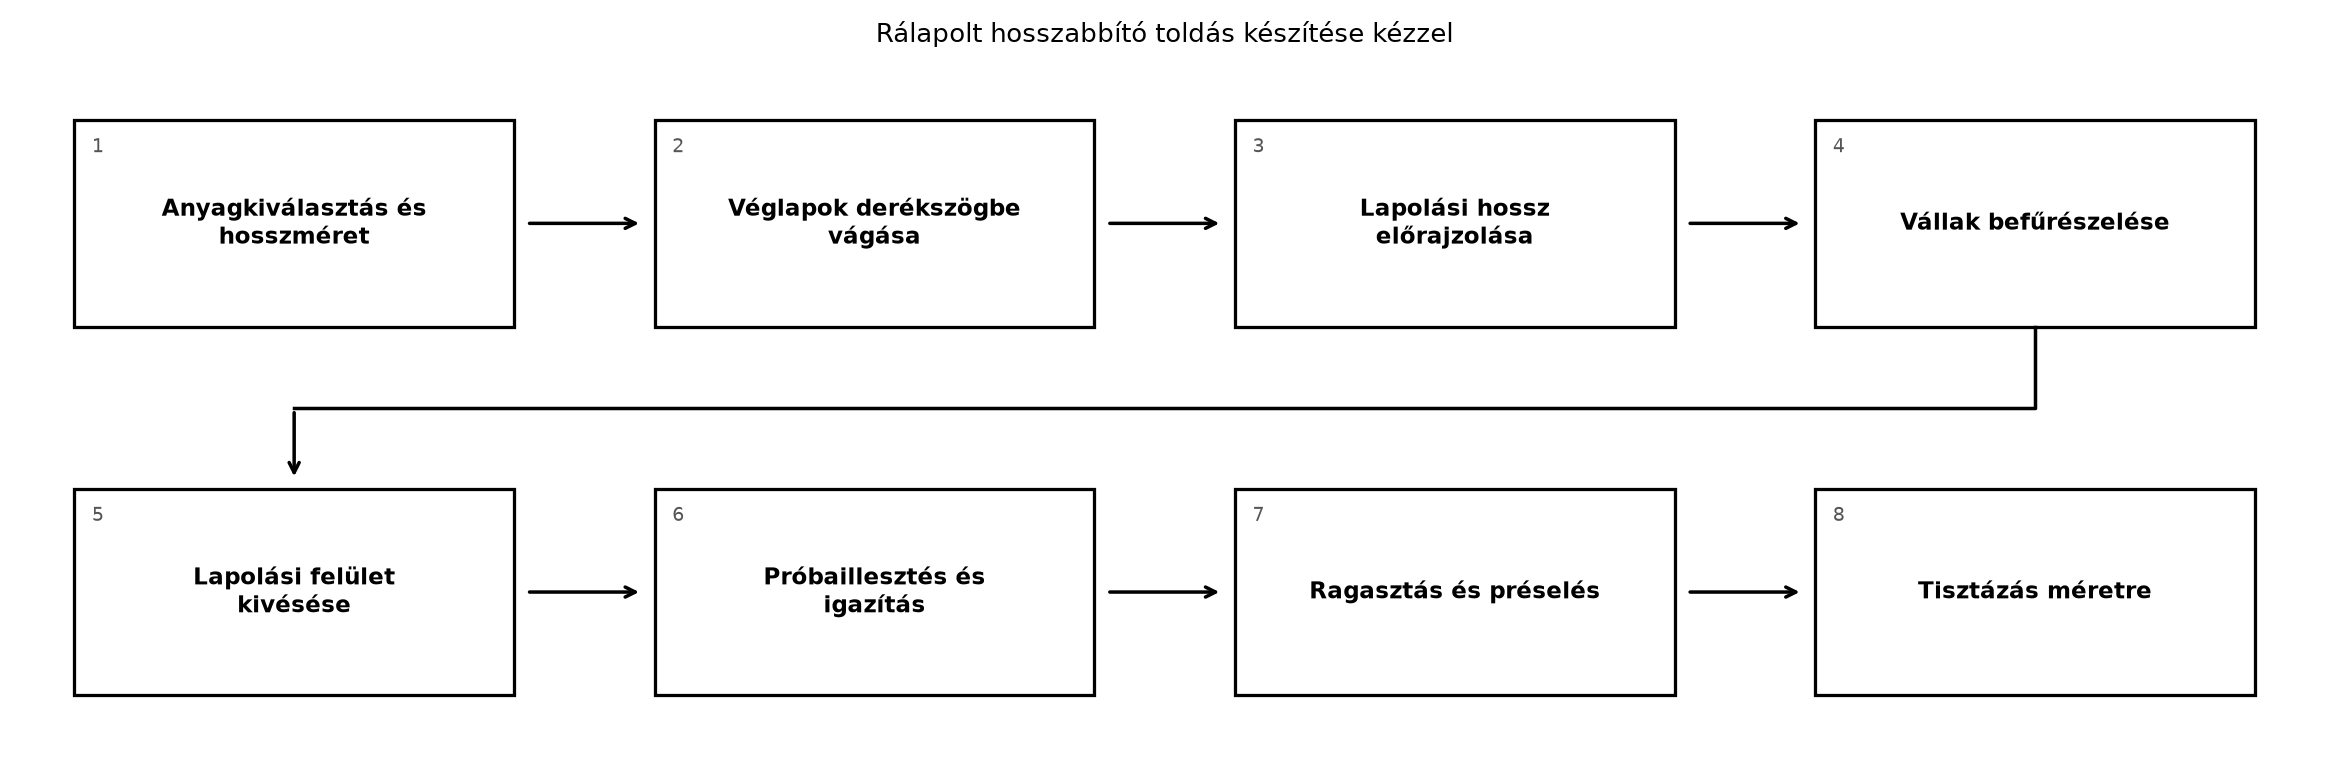 Rálapolt hosszabbító toldás készítése kézzel
1
Anyagkiválasztás és
hosszméret
2
Véglapok derékszögbe
vágása
3
Lapolási hossz
előrajzolása
4
Vállak befűrészelése
5
Lapolási felület
kivésése
6
Próbaillesztés és
igazítás
7
Ragasztás és préselés
8
Tisztázás méretre